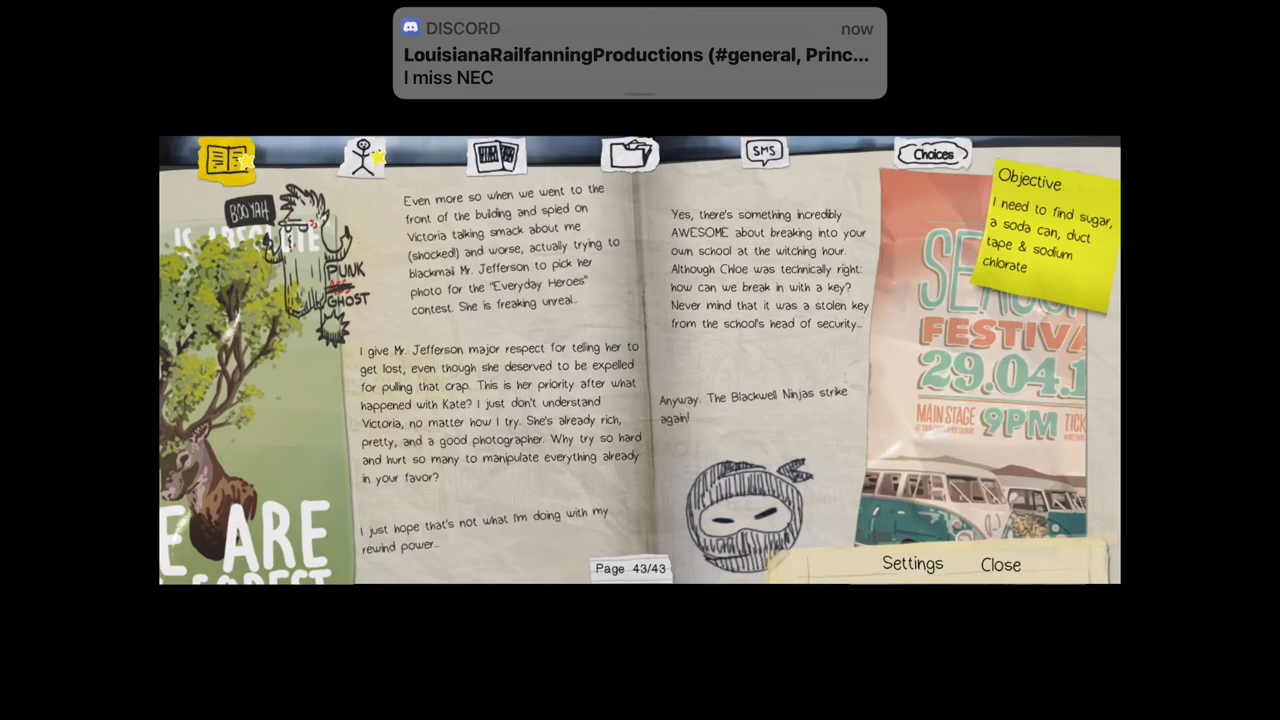 DISCORD
now
LouisianaRailfanningProductions (#general, Princ...
I miss NEC
SMS
Choices
BOOYAH
PUNK
GHOST
ARE
Even more so when we went to the
front of the building and spied on
Victoria talking smack about me
(shocked!) and worse, actually trying to
blackmail Mr. Jefferson to pick her
photo for the "Everyday Heroes"
contest. She is freaking unreal...
I give Mr. Jefferson major respect for telling her to
get lost, even though she deserved to be expelled
for pulling that crap. This is her priority after what
happened with Kate? I just don't understand
Victoria, no matter how I try. She's already rich,
pretty, and a good photographer. Why try so hard
and hurt so many to manipulate everything already
in your favor?
I just hope that's not what I'm doing with my
rewind power...
Yes, there's something incredibly
AWESOME about breaking into your
own school at the witching hour.
Although Chloe was technically right:
how can we break in with a key?
Never mind that it was a stolen key
from the school's head of security...
Anyway. The Blackwell Ninjas strike
again!
Objective
I need to find sugar,
a soda can, duct
tape & sodium
chlorate
FESTIVA
29.04.1
MAIN STAGE
9PM
TICK
Page 43/43
Settings
Close